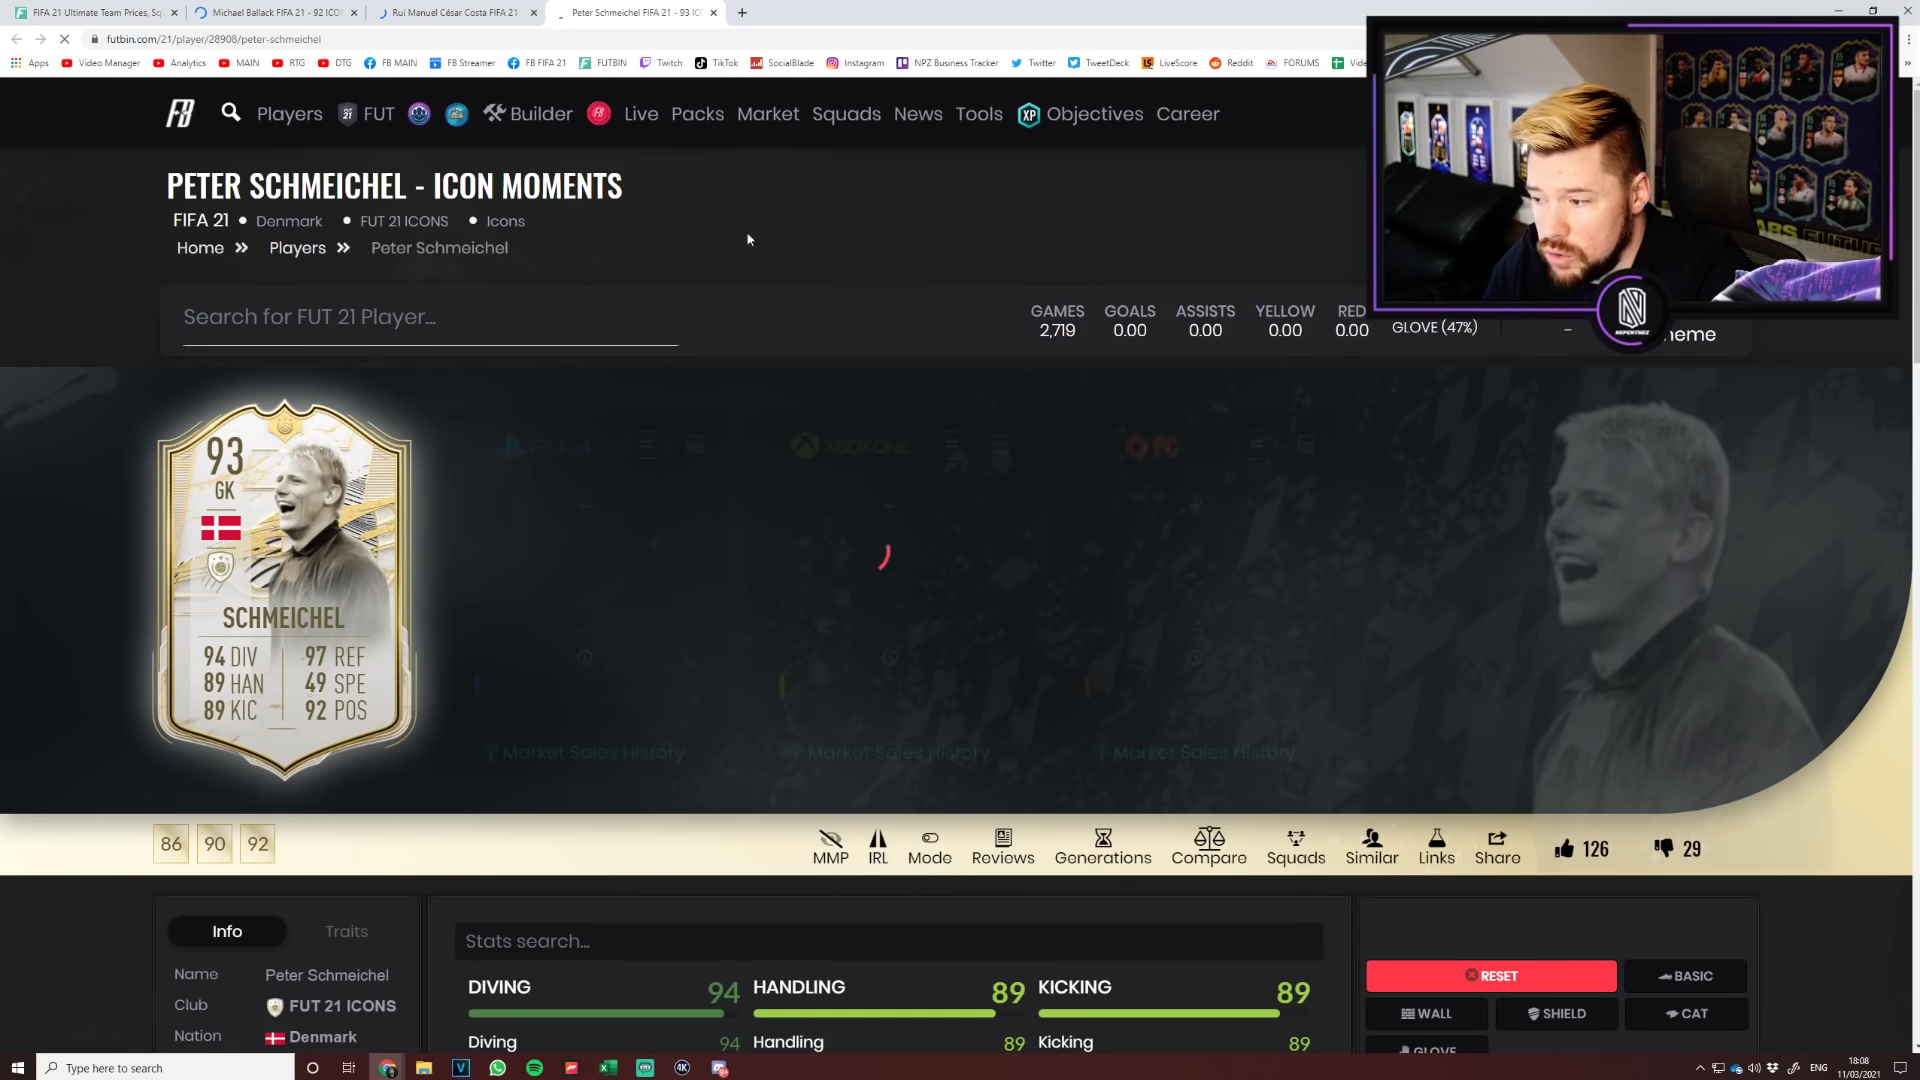 FIFA 21 Ultimate Team Prices, Squ
Michael Ballack FIFA 21 - 92 ICON
Rui Manuel César Costa FIFA 21 -
Peter Schmeichel FIFA 21 - 93 IC
futbin.com/21/player/28908/peter-schmeichel
Apps Video Manager Analytics MAIN RTG DTG FB MAIN FB Streamer FB FIFA 21 FUTBIN Twitch TikTok SocialBlade Instagram NPZ Business Tracker Twitter TweetDeck LiveScore Reddit FORUMS
Players FUT Builder Live Packs Market Squads News Tools XP Objectives Career
PETER SCHMEICHEL - ICON MOMENTS
FIFA 21 • Denmark • FUT 21 ICONS • Icons
Home » Players » Peter Schmeichel
Search for FUT 21 Player...
GAMES GOALS ASSISTS YELLOW RED
2,719 0.00 0.00 0.00 0.00 GLOVE (47%) –
NEPENTHEZ
93
GK
SCHMEICHEL
94 DIV 97 REF
89 HAN 49 SPE
89 KIC 92 POS
PS4 XBOX ONE PC
Market Sales History Market Sales History Market Sales History
86 90 92
MMP IRL Mode Reviews Generations Compare Squads Similar Links Share 126 29
Info Traits
Name Peter Schmeichel
Club FUT 21 ICONS
Nation Denmark
Stats search...
DIVING 94 HANDLING 89 KICKING 89
Diving 94 Handling 89 Kicking 89
RESET BASIC
WALL SHIELD CAT
GLOVE
Type here to search
ENG
18:08
11/03/2021